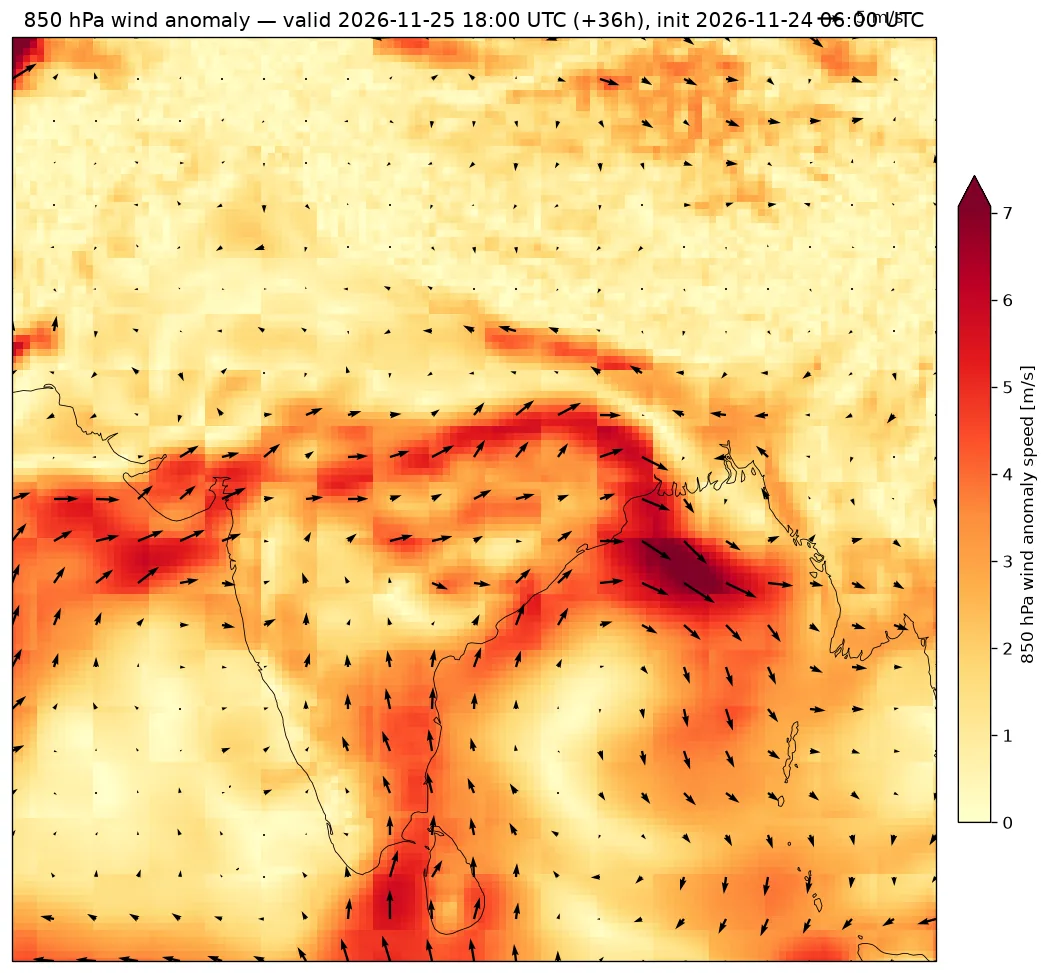 850 hPa wind anomaly — valid 2026-11-25 18:00 UTC (+36h), init 2026-11-24 06:00 UTC
5 m/s
7
6
5
4
3
2
1
0
850 hPa wind anomaly speed [m/s]